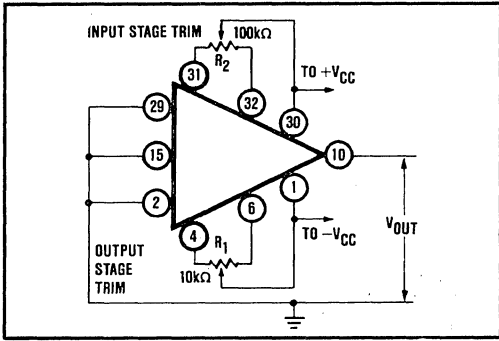 INPUT STAGE TRIM
100kΩ
R2
31
32
TO +VCC
29
30
15
10
1
2
6
TO -VCC
VOUT
4
R1
OUTPUT
STAGE
TRIM
10kΩ